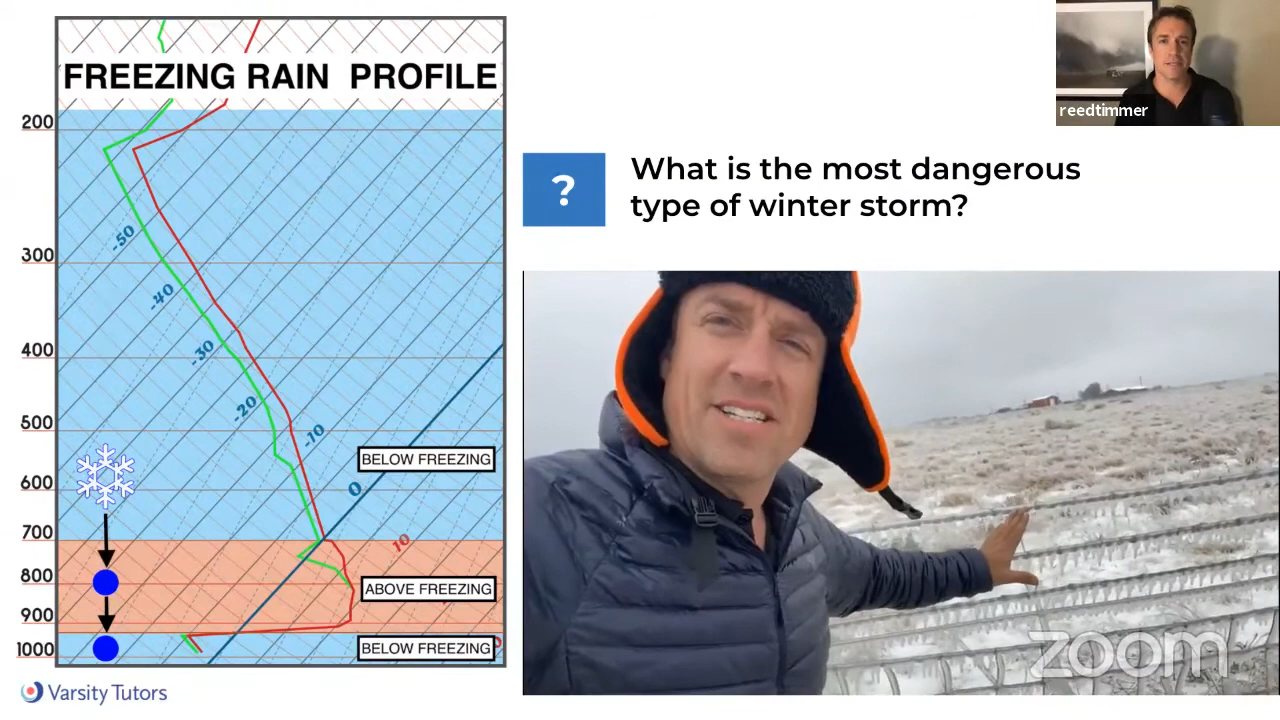 FREEZING RAIN PROFILE
200
300
400
500
600
700
800
900
1000
-50
-40
-30
-20
-10
0
10
BELOW FREEZING
ABOVE FREEZING
BELOW FREEZING
Varsity Tutors
?
What is the most dangerous
type of winter storm?
reedtimmer
zoom